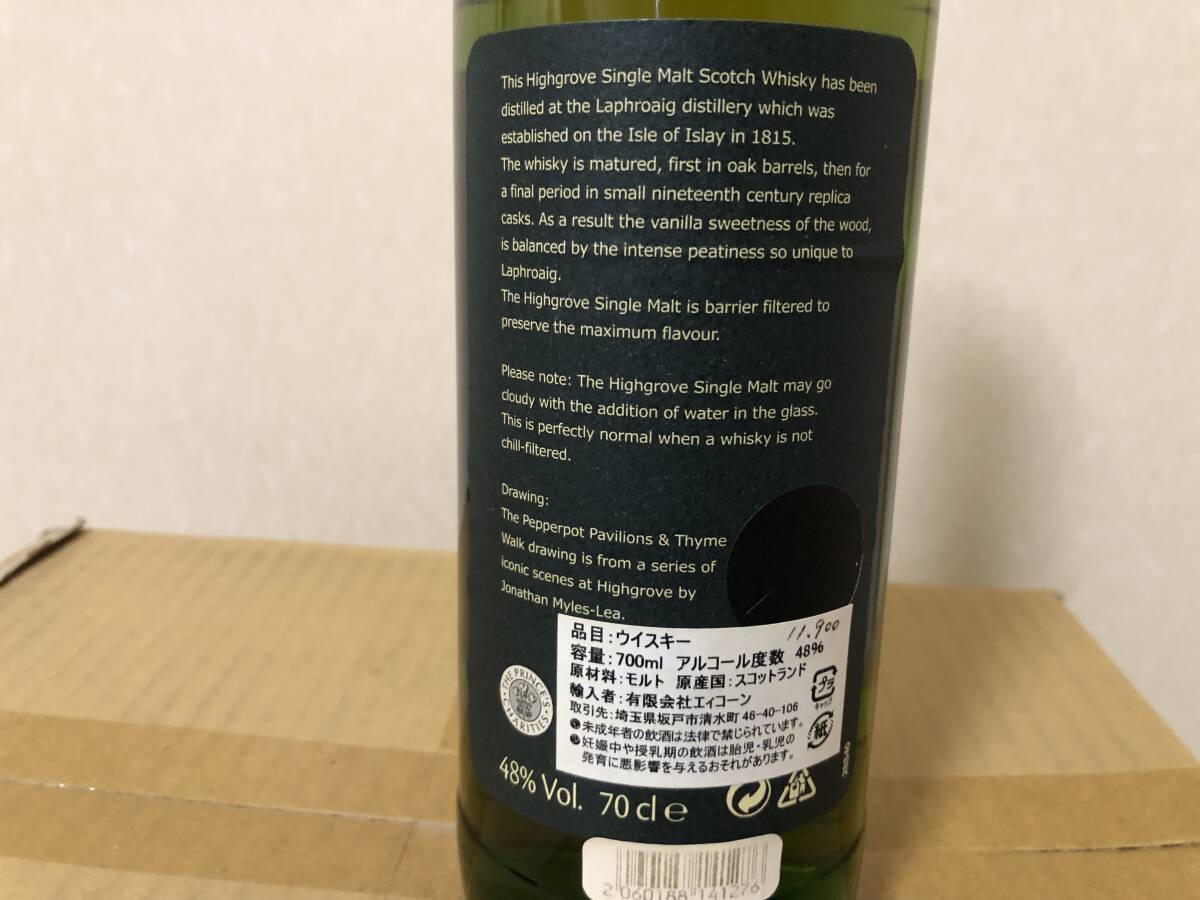 This Highgrove Single Malt Scotch Whisky has been
distilled at the Laphroaig distillery which was
established on the Isle of Islay in 1815.
The whisky is matured, first in oak barrels, then for
a final period in small nineteenth century replica
casks. As a result the vanilla sweetness of the wood,
is balanced by the intense peatiness so unique to
Laphroaig.
The Highgrove Single Malt is barrier filtered to
preserve the maximum flavour.
Please note: The Highgrove Single Malt may go
cloudy with the addition of water in the glass.
This is perfectly normal when a whisky is not
chill-filtered.
Drawing:
The Pepperpot Pavilions & Thyme
Walk drawing is from a series of
iconic scenes at Highgrove by
Jonathan Myles-Lea.
11.900
品目:ウイスキー
容量:700ml アルコール度数 48%
原材料:モルト 原産国:スコットランド
輸入者:有限会社エィコーン
取引先:埼玉県坂戸市清水町 46-40-106
●未成年者の飲酒は法律で禁じられています。
●妊娠中や授乳期の飲酒は胎児・乳児の
発育に悪影響を与えるおそれがあります。
プラ
キャップ
紙
THE PRINCE'S CHARITIES
48% Vol. 70 cl e
2 060188 141276